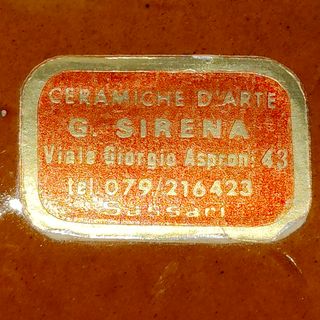 CERAMICHE D'ARTE
G. SIRENA
Viale Giorgio Asproni 43
tel. 079/216423
Sassari